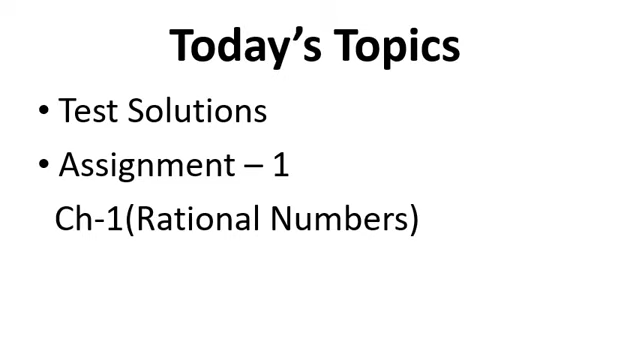 Today’s Topics
• Test Solutions
• Assignment – 1
Ch-1(Rational Numbers)